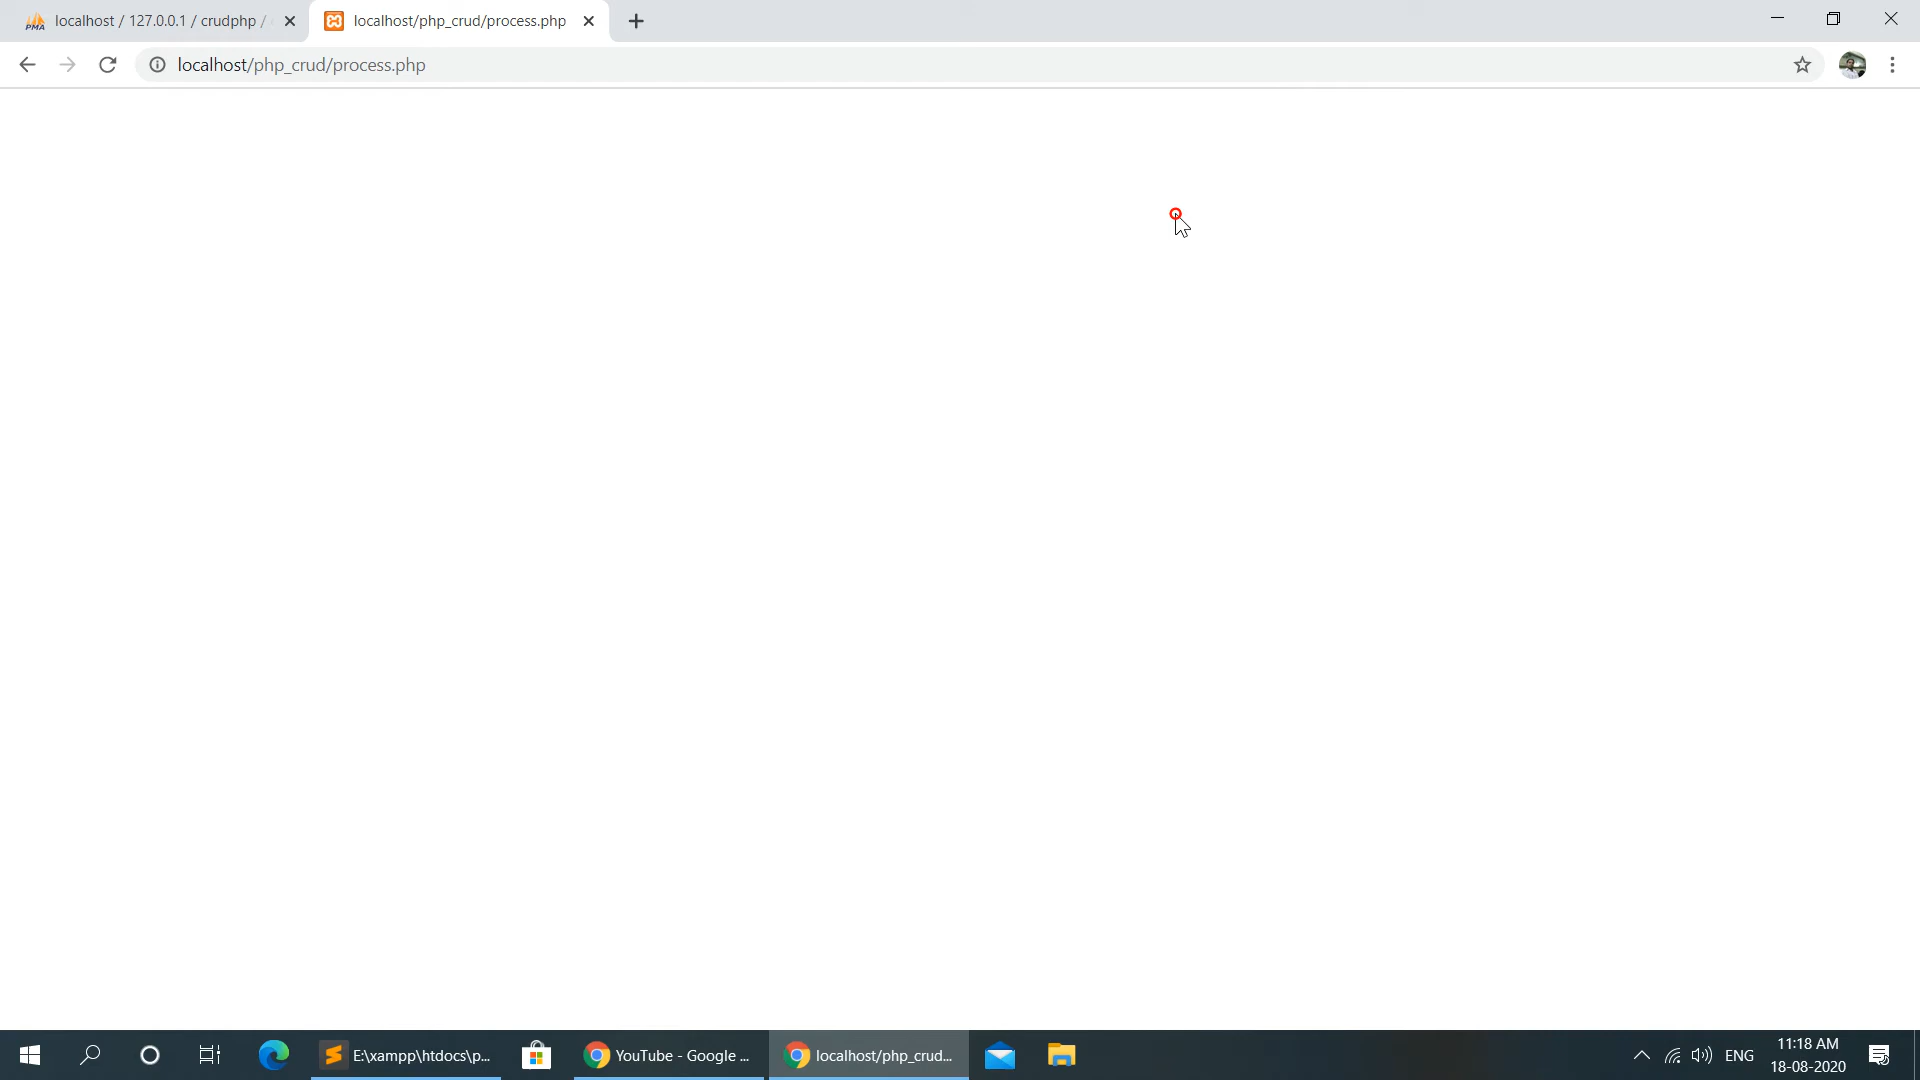 localhost / 127.0.0.1 / crudphp /
localhost/php_crud/process.php
localhost/php_crud/process.php
PMA
E:\xampp\htdocs\p...
YouTube - Google ...
localhost/php_crud...
ENG
11:18 AM
18-08-2020